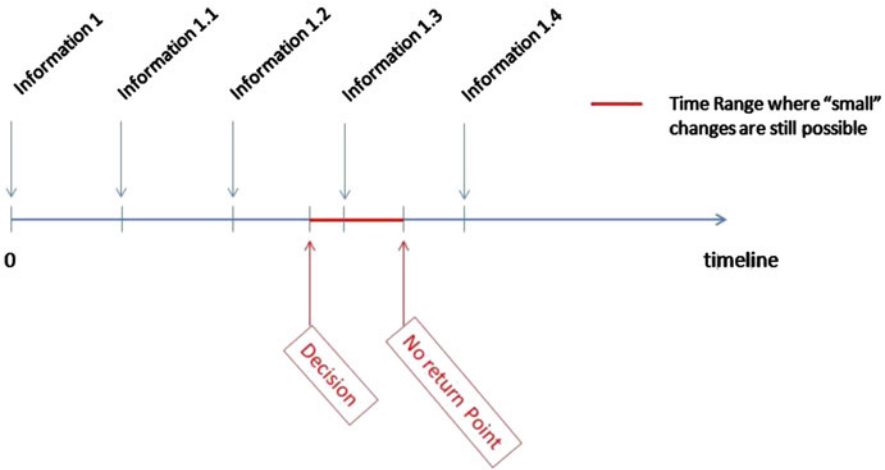 Information 1
Information 1.1
Information 1.2
Information 1.3
Information 1.4
Time Range where “small”
changes are still possible
0
timeline
Decision
No return Point